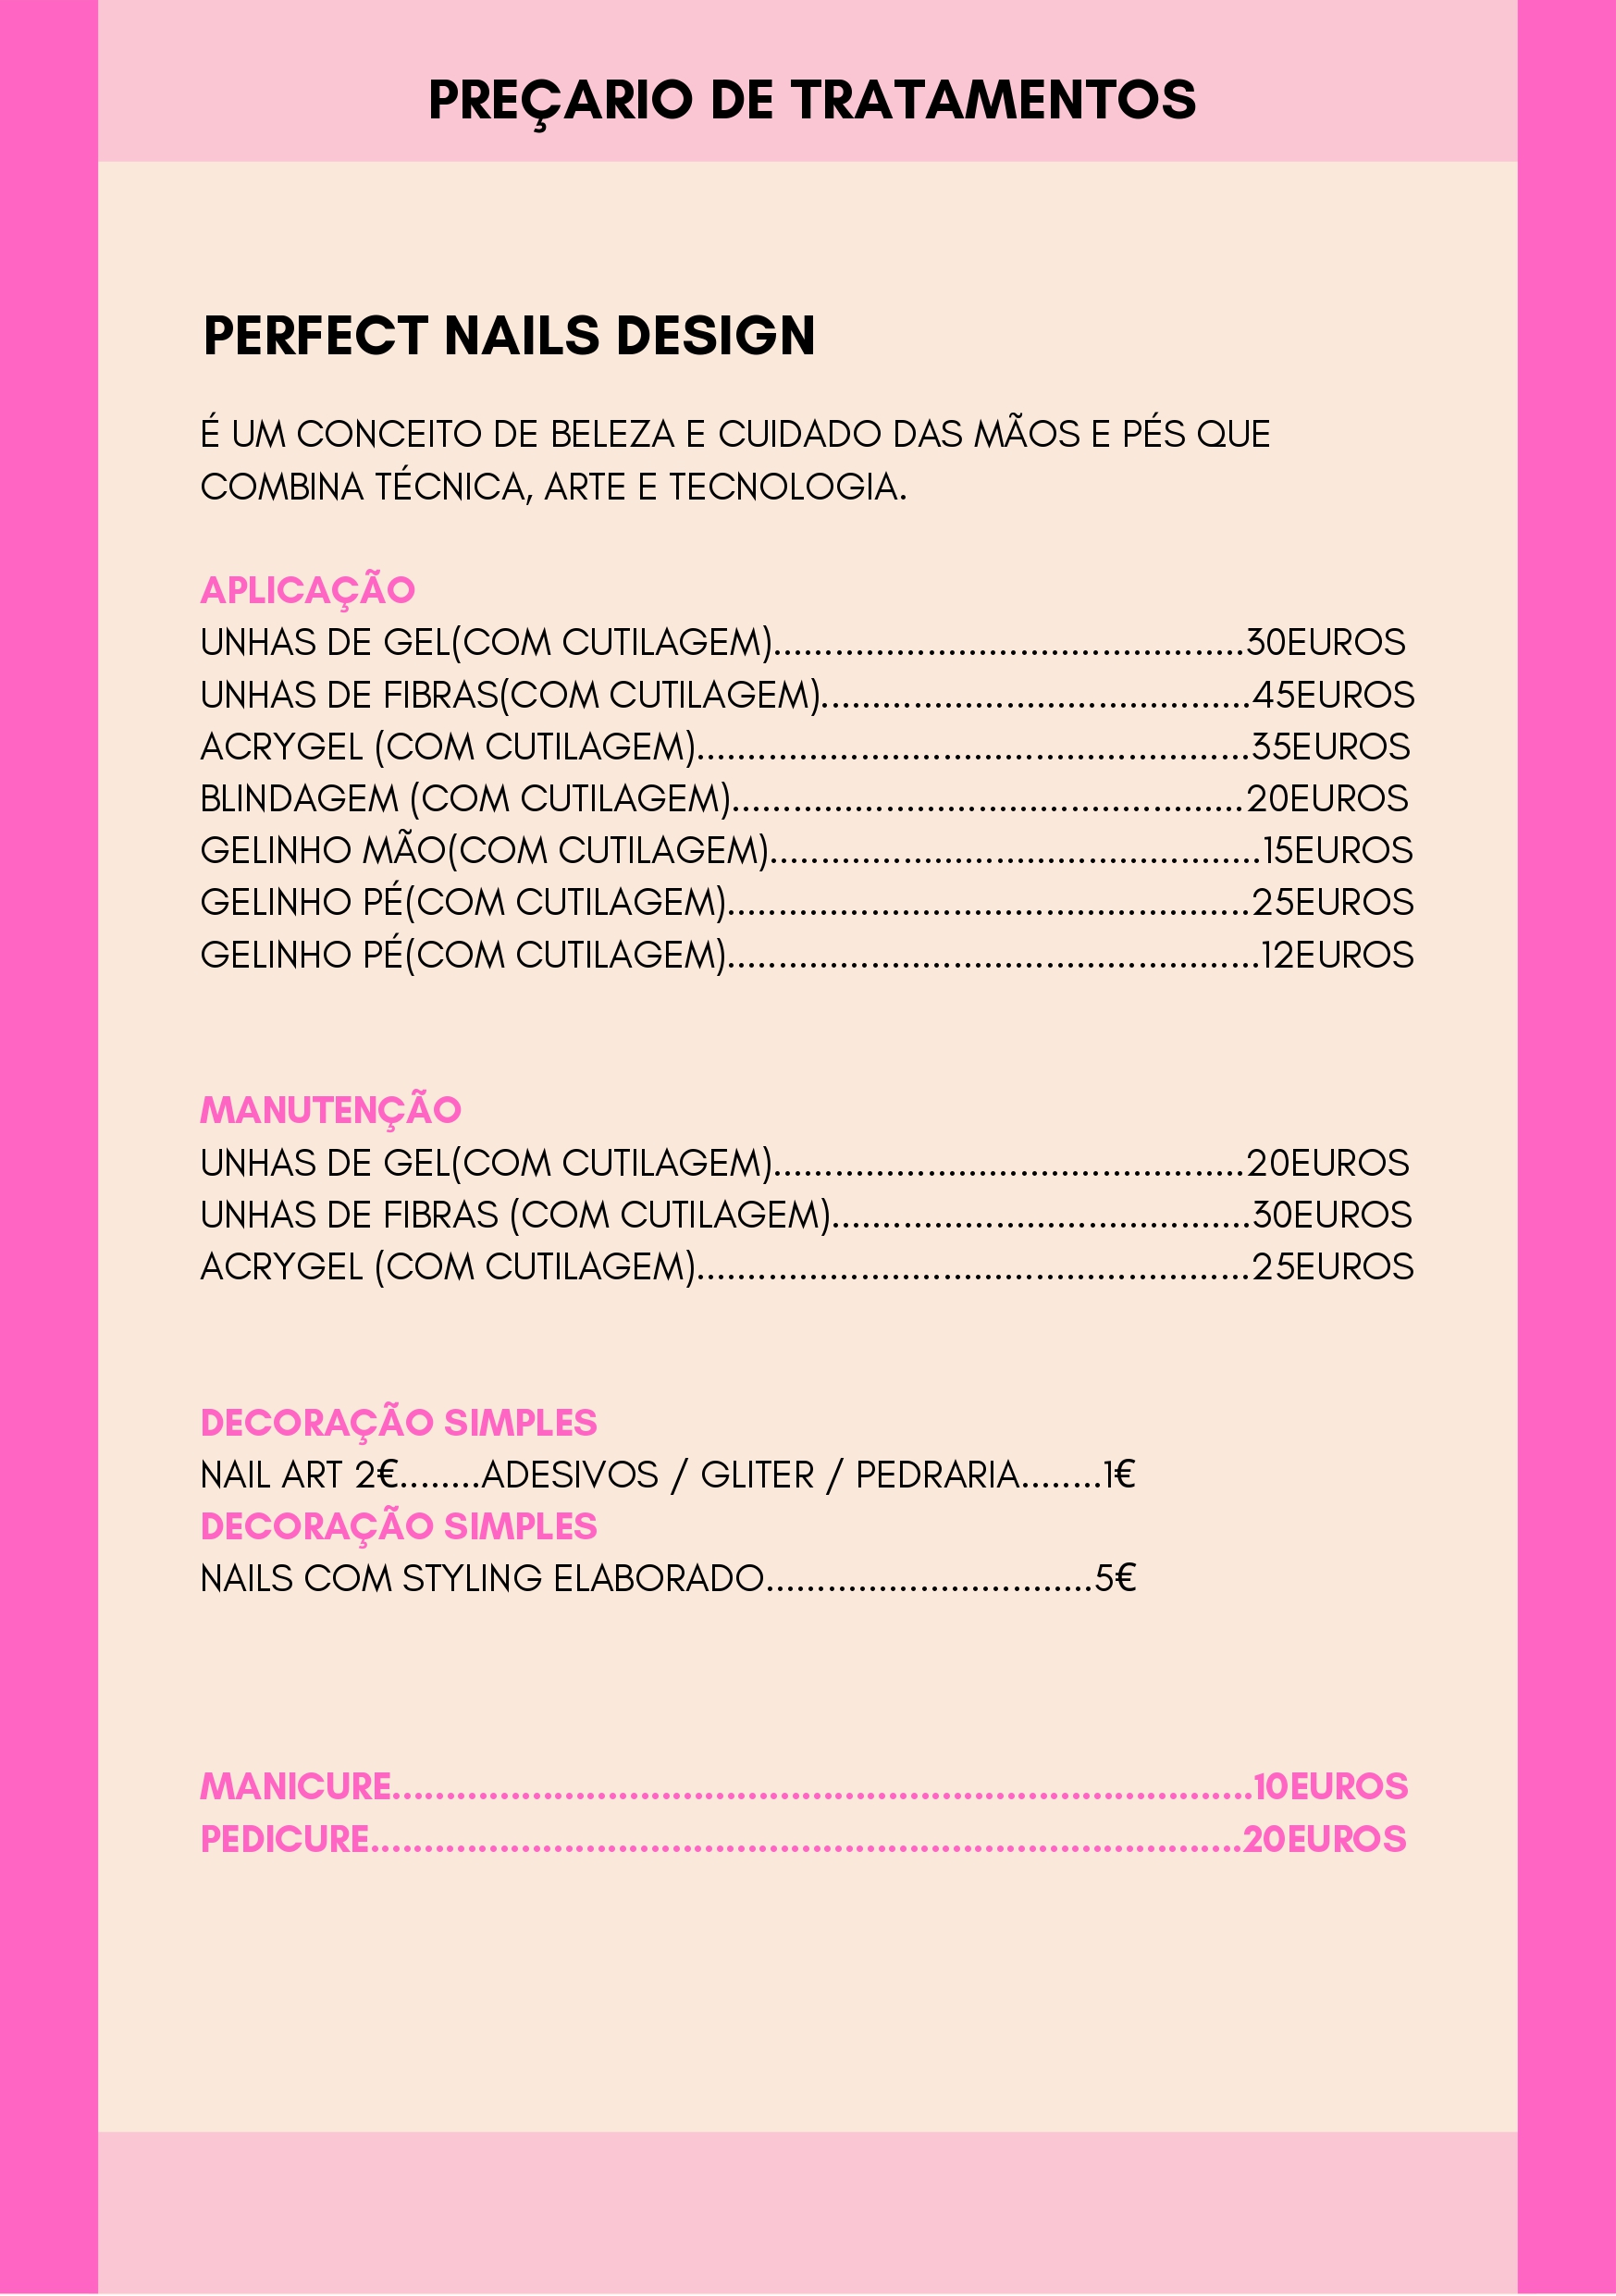 PREÇARIO DE TRATAMENTOS
PERFECT NAILS DESIGN
É UM CONCEITO DE BELEZA E CUIDADO DAS MÃOS E PÉS QUE
COMBINA TÉCNICA, ARTE E TECNOLOGIA.
APLICAÇÃO
UNHAS DE GEL(COM CUTILAGEM)..............................................30EUROS
UNHAS DE FIBRAS(COM CUTILAGEM)..........................................45EUROS
ACRYGEL (COM CUTILAGEM)......................................................35EUROS
BLINDAGEM (COM CUTILAGEM)..................................................20EUROS
GELINHO MÃO(COM CUTILAGEM)................................................15EUROS
GELINHO PÉ(COM CUTILAGEM)...................................................25EUROS
GELINHO PÉ(COM CUTILAGEM)....................................................12EUROS
MANUTENÇÃO
UNHAS DE GEL(COM CUTILAGEM)..............................................20EUROS
UNHAS DE FIBRAS (COM CUTILAGEM).........................................30EUROS
ACRYGEL (COM CUTILAGEM)......................................................25EUROS
DECORAÇÃO SIMPLES
NAIL ART 2€........ADESIVOS / GLITER / PEDRARIA........1€
DECORAÇÃO SIMPLES
NAILS COM STYLING ELABORADO................................5€
MANICURE................................................................................10EUROS
PEDICURE.................................................................................20EUROS